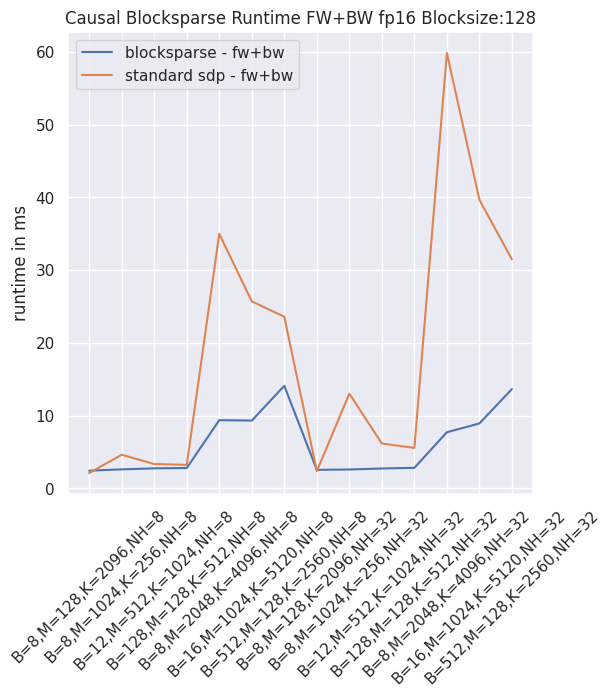 Causal Blocksparse Runtime FW+BW fp16 Blocksize:128
blocksparse - fw+bw
standard sdp - fw+bw
runtime in ms
60
50
40
30
20
10
0
B=8,M=128,K=2096,NH=8
B=8,M=1024,K=256,NH=8
B=12,M=512,K=1024,NH=8
B=128,M=128,K=512,NH=8
B=8,M=2048,K=4096,NH=8
B=16,M=1024,K=5120,NH=8
B=512,M=128,K=2560,NH=8
B=8,M=128,K=2096,NH=32
B=8,M=1024,K=256,NH=32
B=12,M=512,K=1024,NH=32
B=128,M=128,K=512,NH=32
B=8,M=2048,K=4096,NH=32
B=16,M=1024,K=5120,NH=32
B=512,M=128,K=2560,NH=32